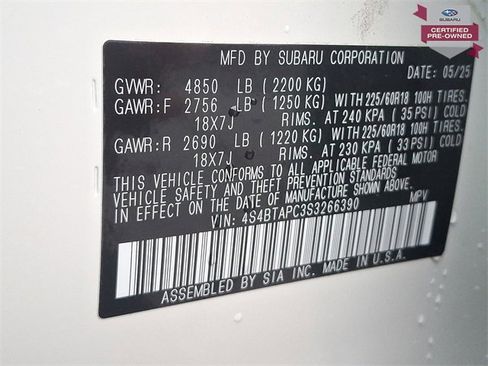 SUBARU
CERTIFIED
PRE-OWNED
MFD BY SUBARU CORPORATION
DATE: 05/25
GVWR: 4850 LB (2200 KG)
GAWR:F 2756 LB (1250 KG) WITH 225/60R18 100H TIRES.
18X7J RIMS. AT 240 KPA (35 PSI) COLD
GAWR:R 2690 LB (1220 KG) WITH 225/60R18 100H TIRES.
18X7J RIMS. AT 230 KPA (33 PSI) COLD
THIS VEHICLE CONFORMS TO ALL APPLICABLE FEDERAL MOTOR
VEHICLE SAFETY AND THEFT PREVENTION STANDARDS
IN EFFECT ON THE DATE OF MANUFACTURE SHOWN ABOVE.
VIN: 4S4BTAPC3S3266390 MPV
ASSEMBLED BY SIA INC. MADE IN U.S.A.